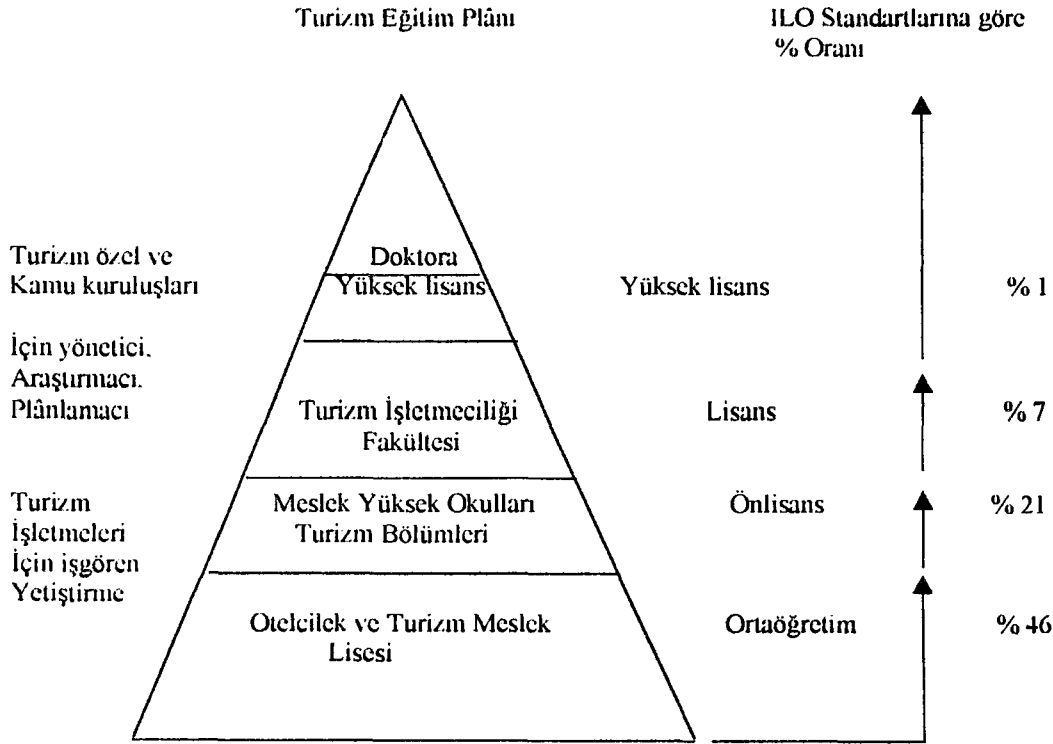 Turizm Eğitim Plânı
ILO Standartlarına göre
% Oranı
Turizm özel ve
Kamu kuruluşları
İçin yönetici.
Araştırmacı.
Plânlamacı
Turizm
İşletmeleri
İçin işgören
Yetiştirme
Doktora
Yüksek lisans
Turizm İşletmeciliği
Fakültesi
Meslek Yüksek Okulları
Turizm Bölümleri
Otelcilek ve Turizm Meslek
Lisesi
Yüksek lisans
% 1
Lisans
% 7
Önlisans
% 21
Ortaöğretim
% 46